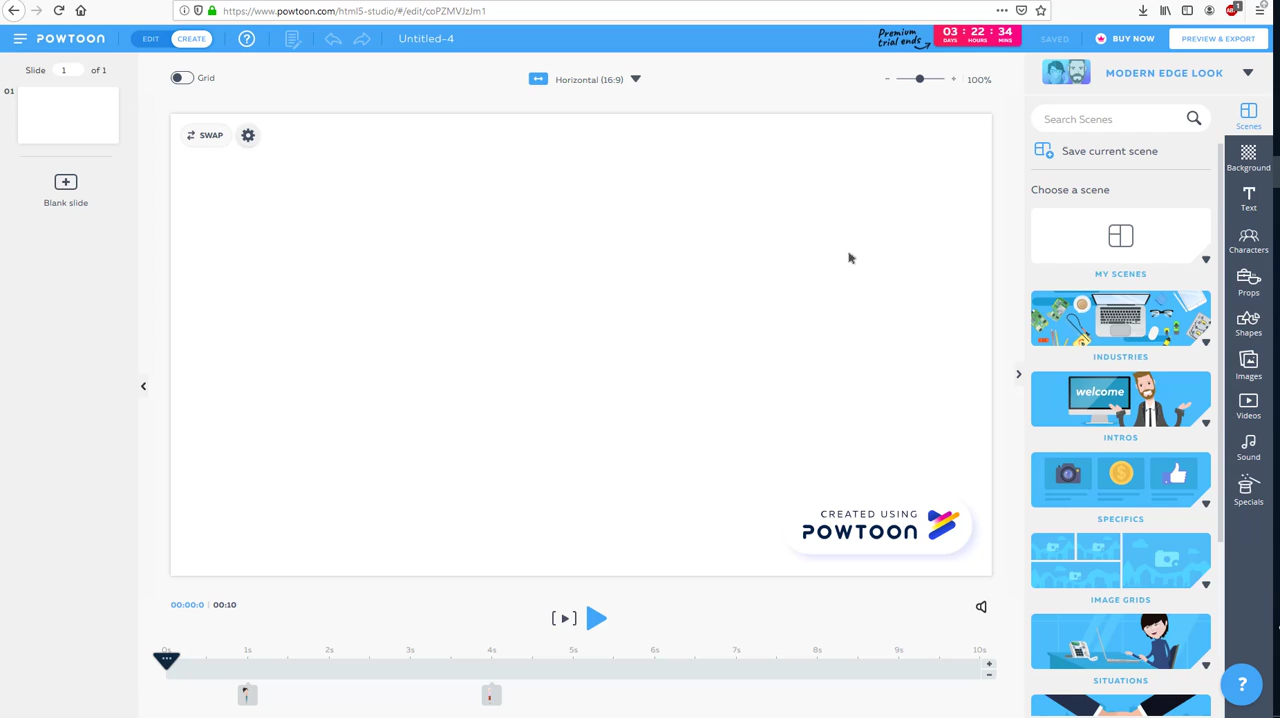 https://www.powtoon.com/html5-studio/#/edit/coPZMVJzJm1
POWTOON
EDIT
CREATE
Untitled-4
Premium
trial ends
03 : 22 : 34
DAYS HOURS MINS
SAVED
BUY NOW
PREVIEW & EXPORT
Slide 1 of 1
Grid
Horizontal (16:9)
100%
MODERN EDGE LOOK
01
SWAP
Blank slide
Search Scenes
Save current scene
Choose a scene
MY SCENES
INDUSTRIES
welcome
INTROS
SPECIFICS
IMAGE GRIDS
SITUATIONS
Scenes
Background
Text
Characters
Props
Shapes
Images
Videos
Sound
Specials
CREATED USING
POWTOON
00:00:0 | 00:10
0s 1s 2s 3s 4s 5s 6s 7s 8s 9s 10s